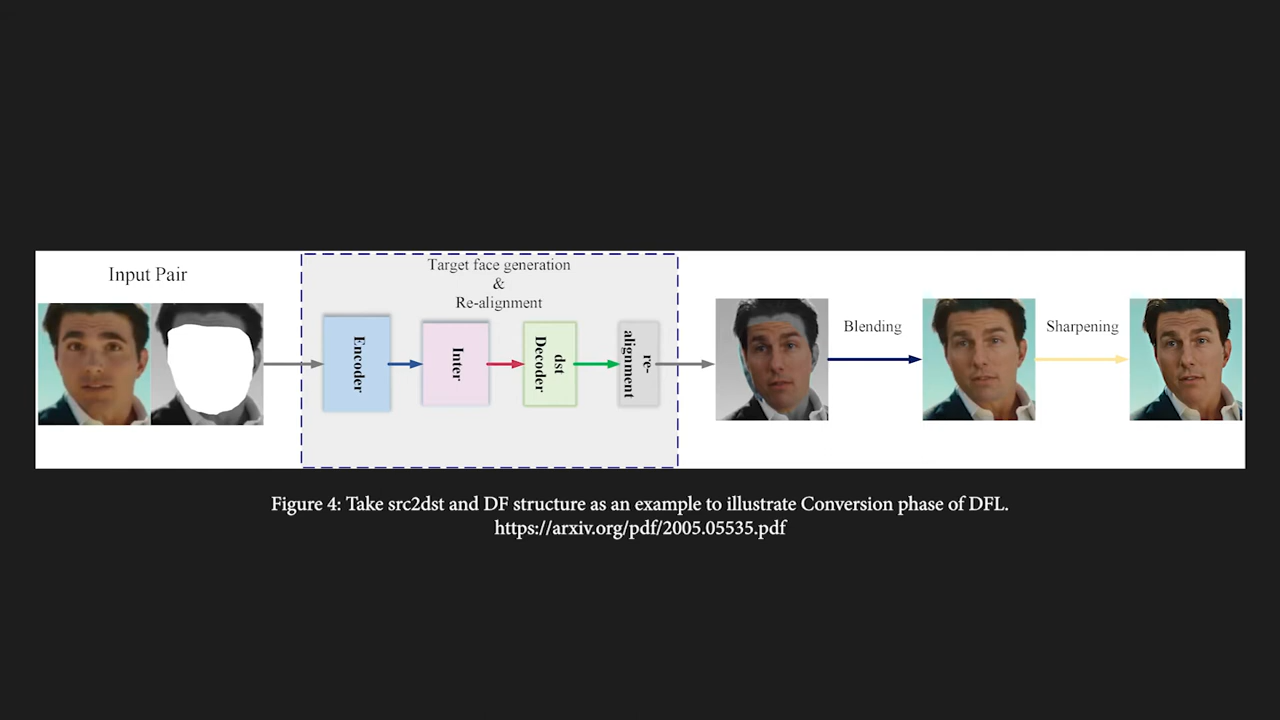 Input Pair
Target face generation
&
Re-alignment
Encoder
Inter
dst
Decoder
re-
alignment
Blending
Sharpening
Figure 4: Take src2dst and DF structure as an example to illustrate Conversion phase of DFL.
https://arxiv.org/pdf/2005.05535.pdf